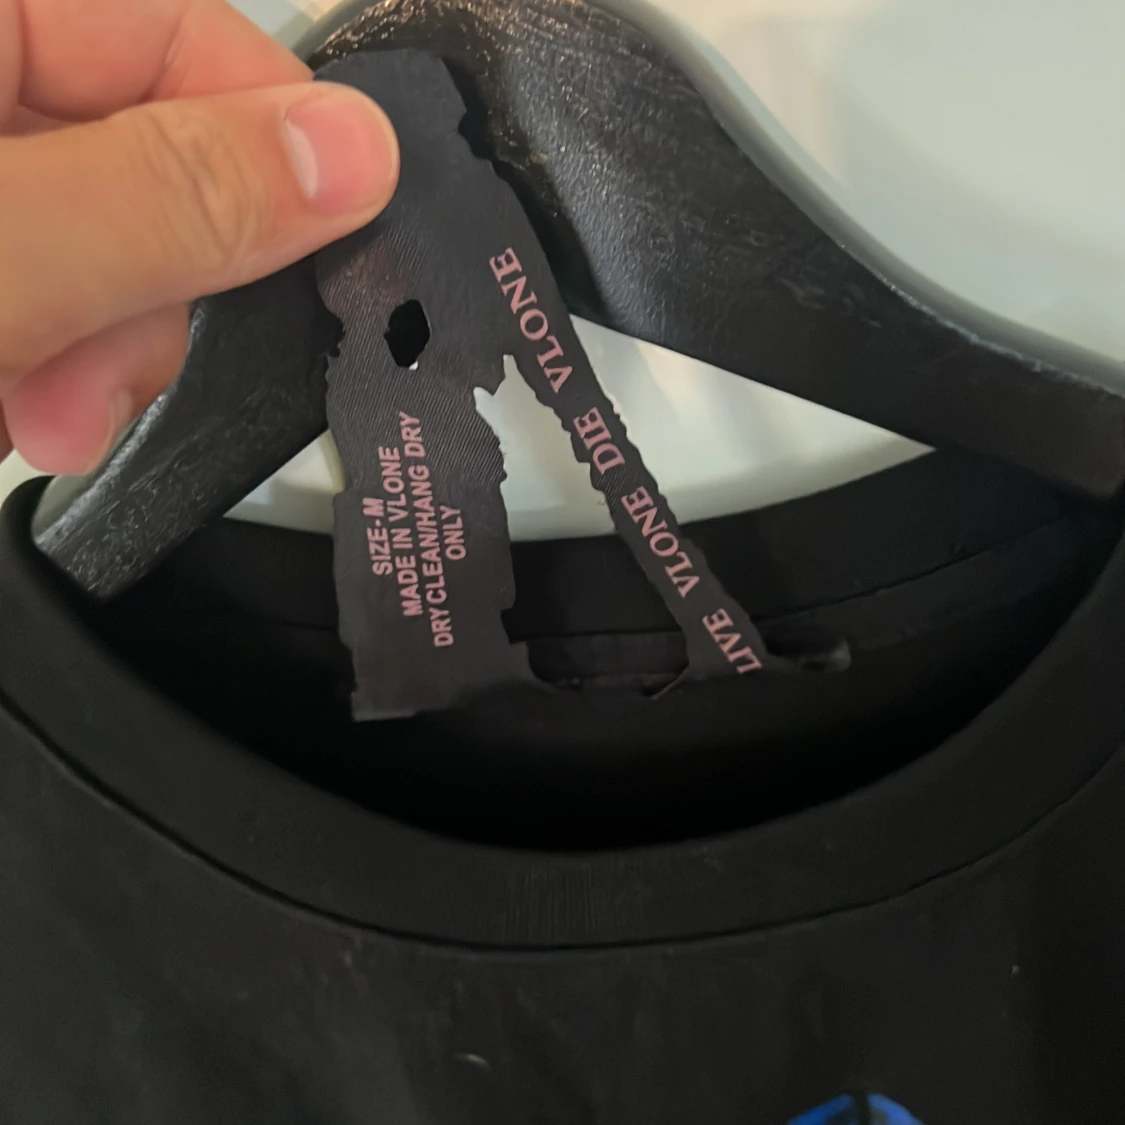 SIZE-M
MADE IN VLONE
DRY CLEAN/HANG DRY
ONLY
LIVE VLONE DIE VLONE